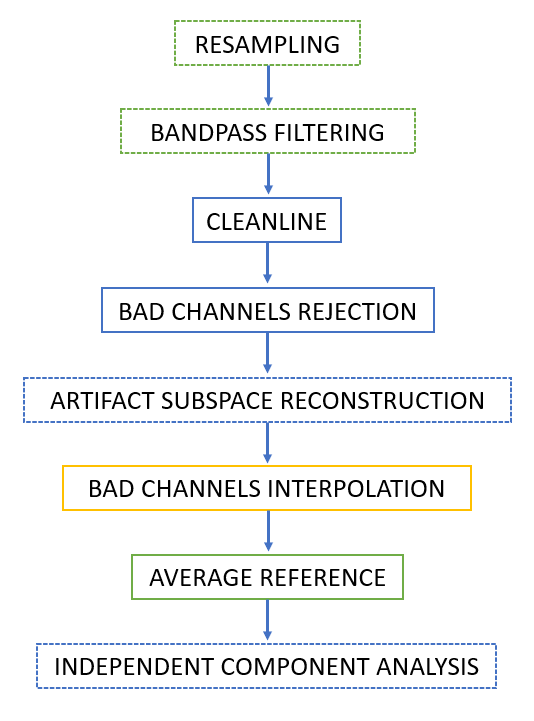 RESAMPLING
BANDPASS FILTERING
CLEANLINE
BAD CHANNELS REJECTION
ARTIFACT SUBSPACE RECONSTRUCTION
BAD CHANNELS INTERPOLATION
AVERAGE REFERENCE
INDEPENDENT COMPONENT ANALYSIS